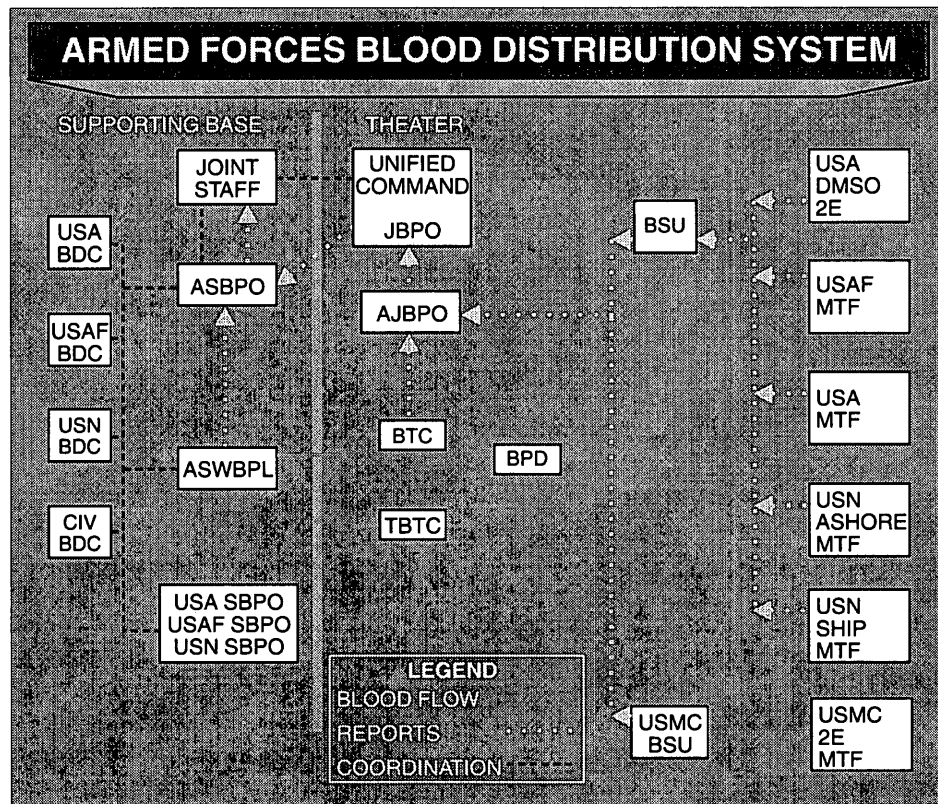 ARMED FORCES BLOOD DISTRIBUTION SYSTEM
SUPPORTING BASE
THEATER
JOINT
STAFF
UNIFIED
COMMAND
JBPO
USA
DMSO
2E
USA
BDC
BSU
ASBPO
USAF
MTF
AJBPO
USAF
BDC
USA
MTF
USN
BDC
BTC
BPD
ASWBPL
USN
ASHORE
MTF
CIV
BDC
TBTC
USA SBPO
USAF SBPO
USN SBPO
USN
SHIP
MTF
LEGEND
BLOOD FLOW
REPORTS
COORDINATION
USMC
BSU
USMC
2E
MTF